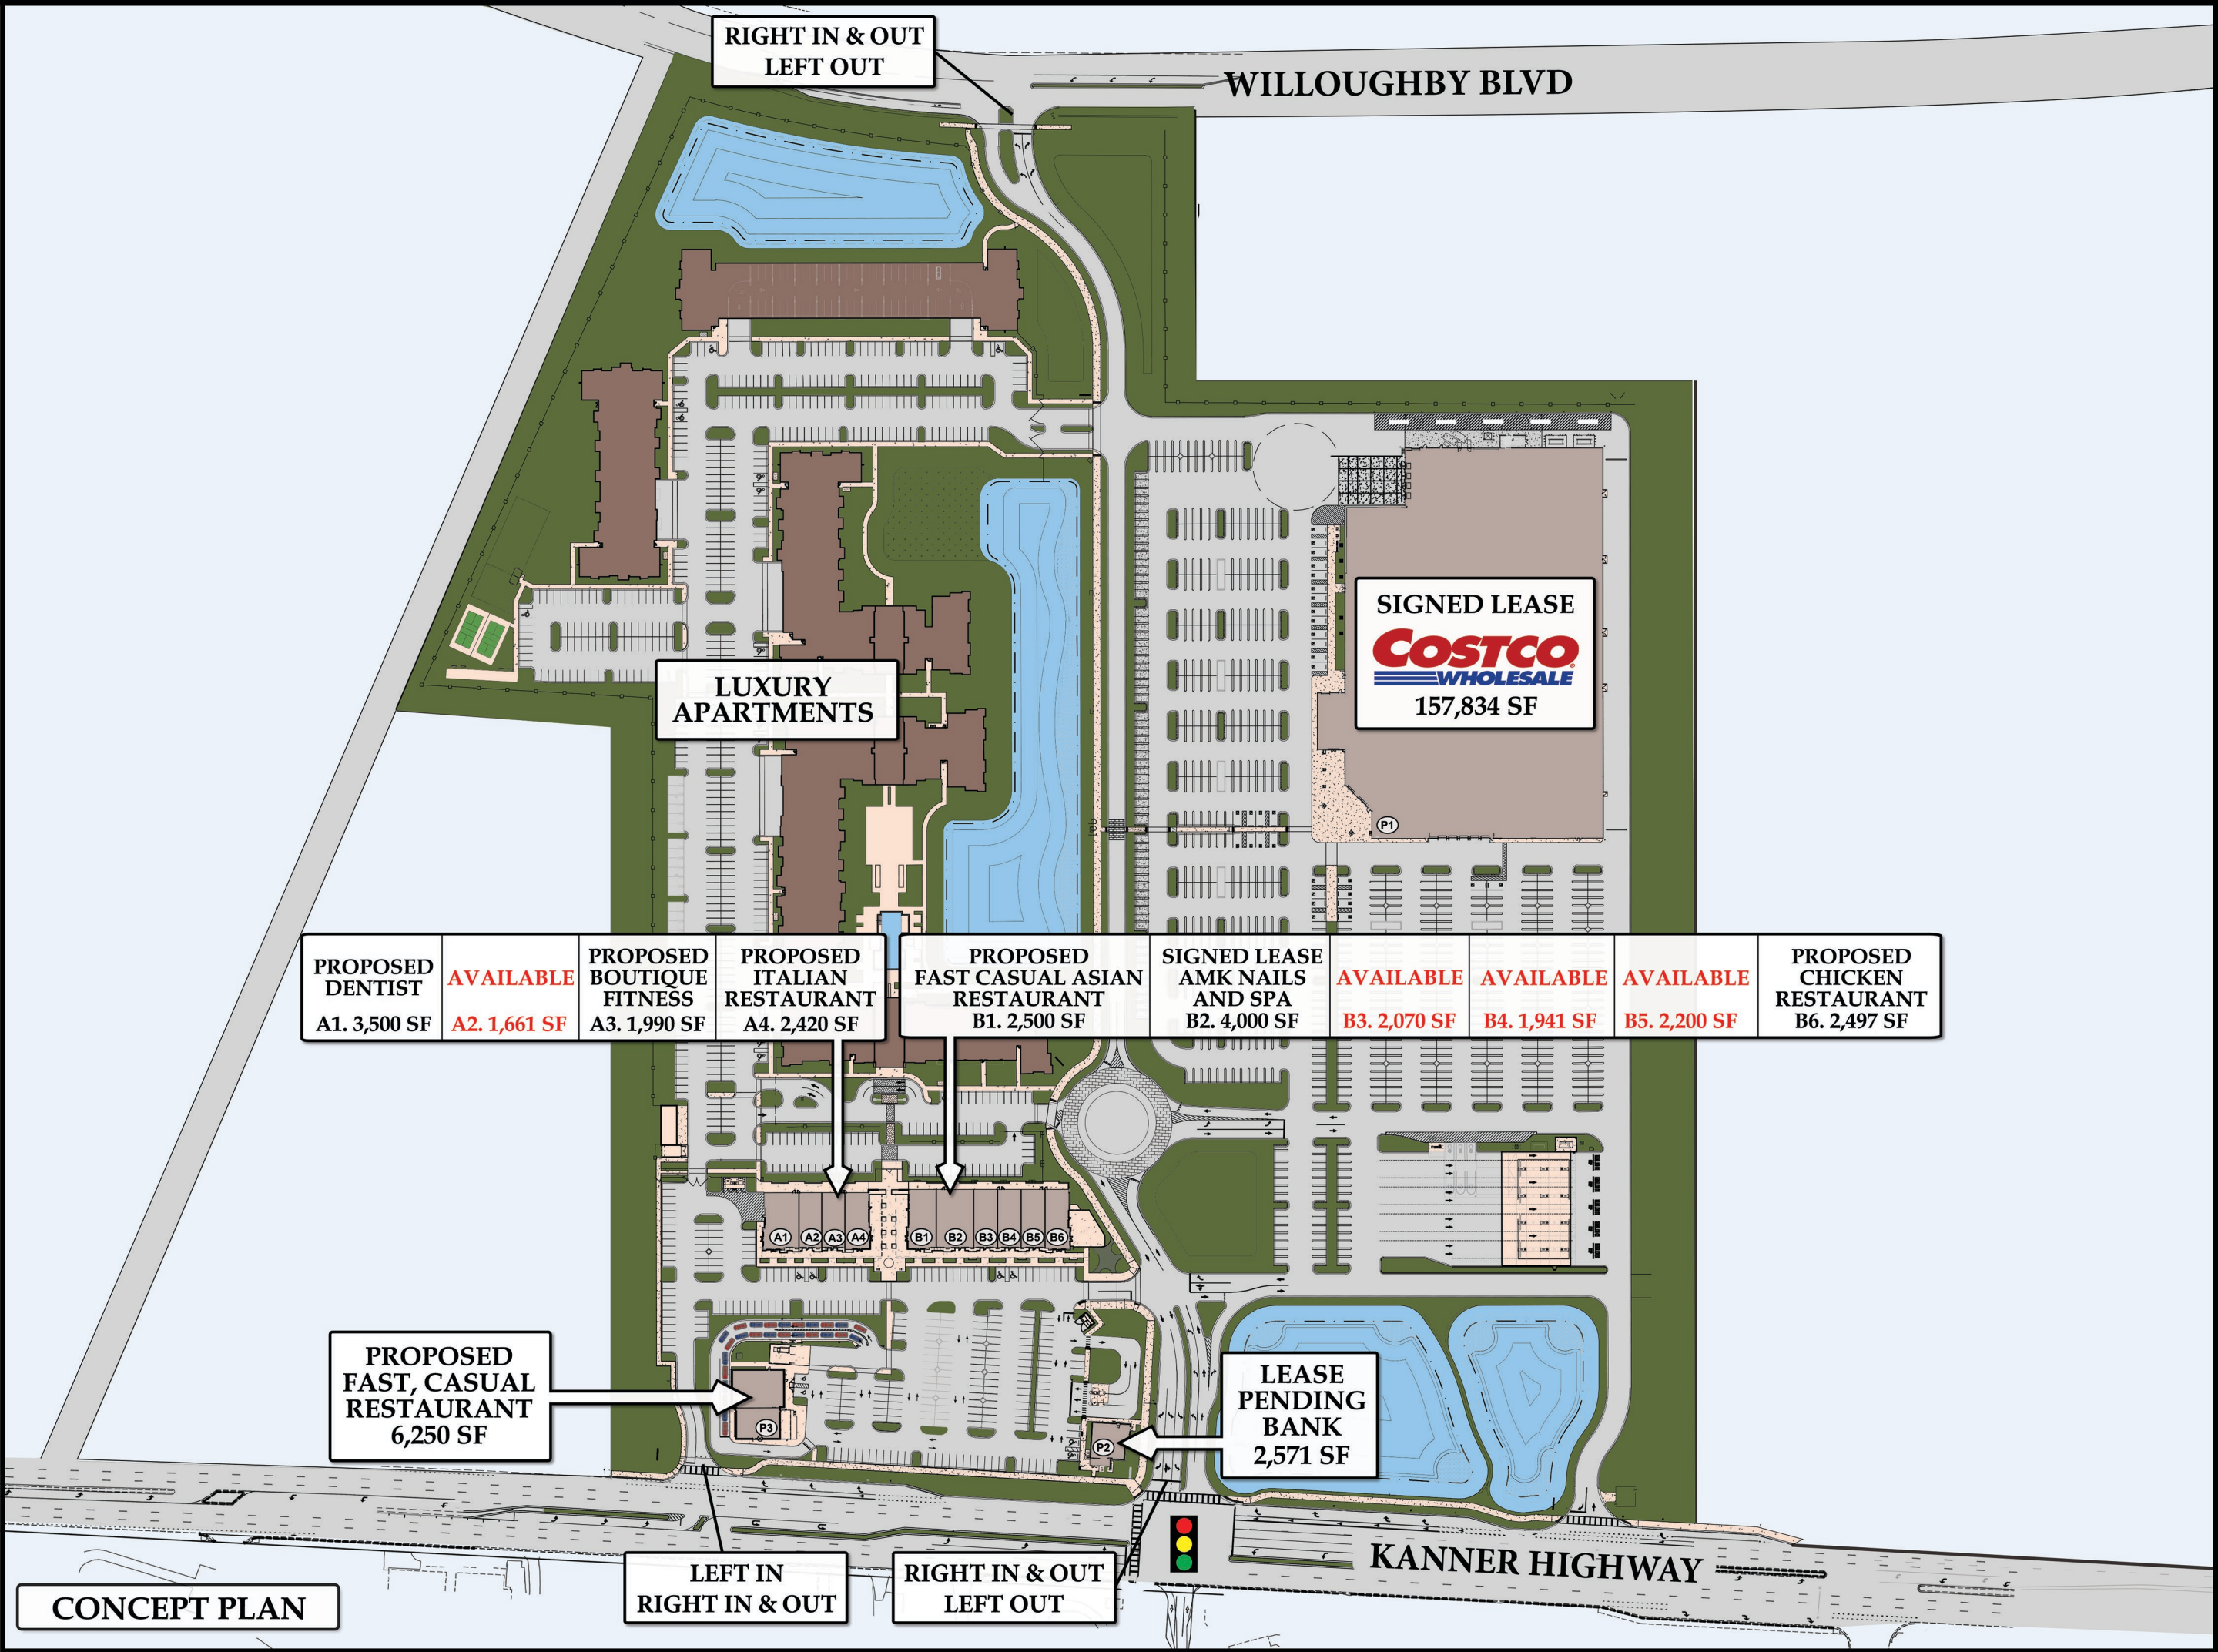 RIGHT IN & OUT
LEFT OUT
WILLOUGHBY BLVD
SIGNED LEASE
COSTCO
WHOLESALE
157,834 SF
LUXURY
APARTMENTS
P1
PROPOSED
DENTIST
A1. 3,500 SF
AVAILABLE
A2. 1,661 SF
PROPOSED
BOUTIQUE
FITNESS
A3. 1,990 SF
PROPOSED
ITALIAN
RESTAURANT
A4. 2,420 SF
PROPOSED
FAST CASUAL ASIAN
RESTAURANT
B1. 2,500 SF
SIGNED LEASE
AMK NAILS
AND SPA
B2. 4,000 SF
AVAILABLE
B3. 2,070 SF
AVAILABLE
B4. 1,941 SF
AVAILABLE
B5. 2,200 SF
PROPOSED
CHICKEN
RESTAURANT
B6. 2,497 SF
A1 A2 A3 A4 B1 B2 B3 B4 B5 B6
PROPOSED
FAST, CASUAL
RESTAURANT
6,250 SF
P3
P2
LEASE
PENDING
BANK
2,571 SF
KANNER HIGHWAY
LEFT IN
RIGHT IN & OUT
RIGHT IN & OUT
LEFT OUT
CONCEPT PLAN